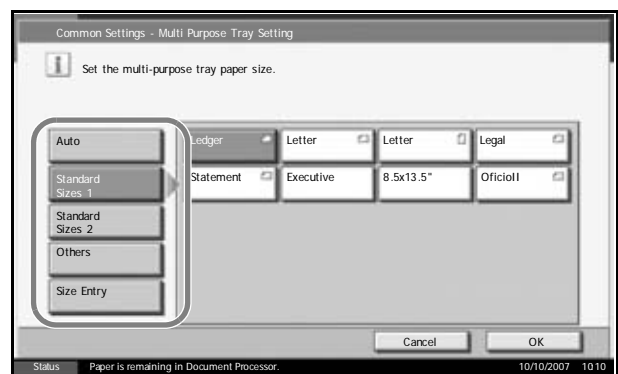 Common Settings - Multi Purpose Tray Setting
Set the multi-purpose tray paper size.
Auto
Ledger
Letter
Letter
Legal
Standard
Sizes 1
Statement
Executive
8.5x13.5"
OficioII
Standard
Sizes 2
Others
Size Entry
Cancel
OK
Status
Paper is remaining in Document Processor.
10/10/2007 10:10